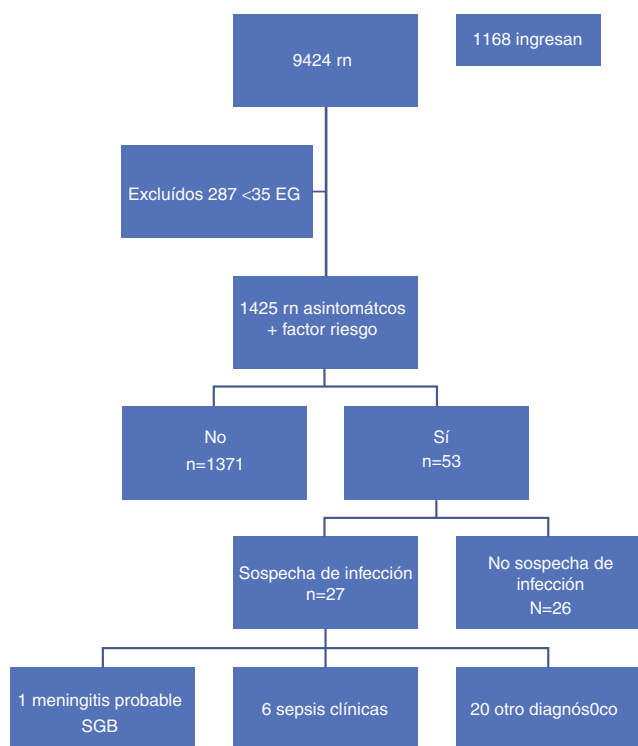 9424 rn
1168 ingresan
Excluídos 287 <35 EG
1425 rn asintomátcos
+ factor riesgo
No
n=1371
Sí
n=53
Sospecha de infección
n=27
No sospecha de
infección
N=26
1 meningitis probable
SGB
6 sepsis clínicas
20 otro diagnós0co